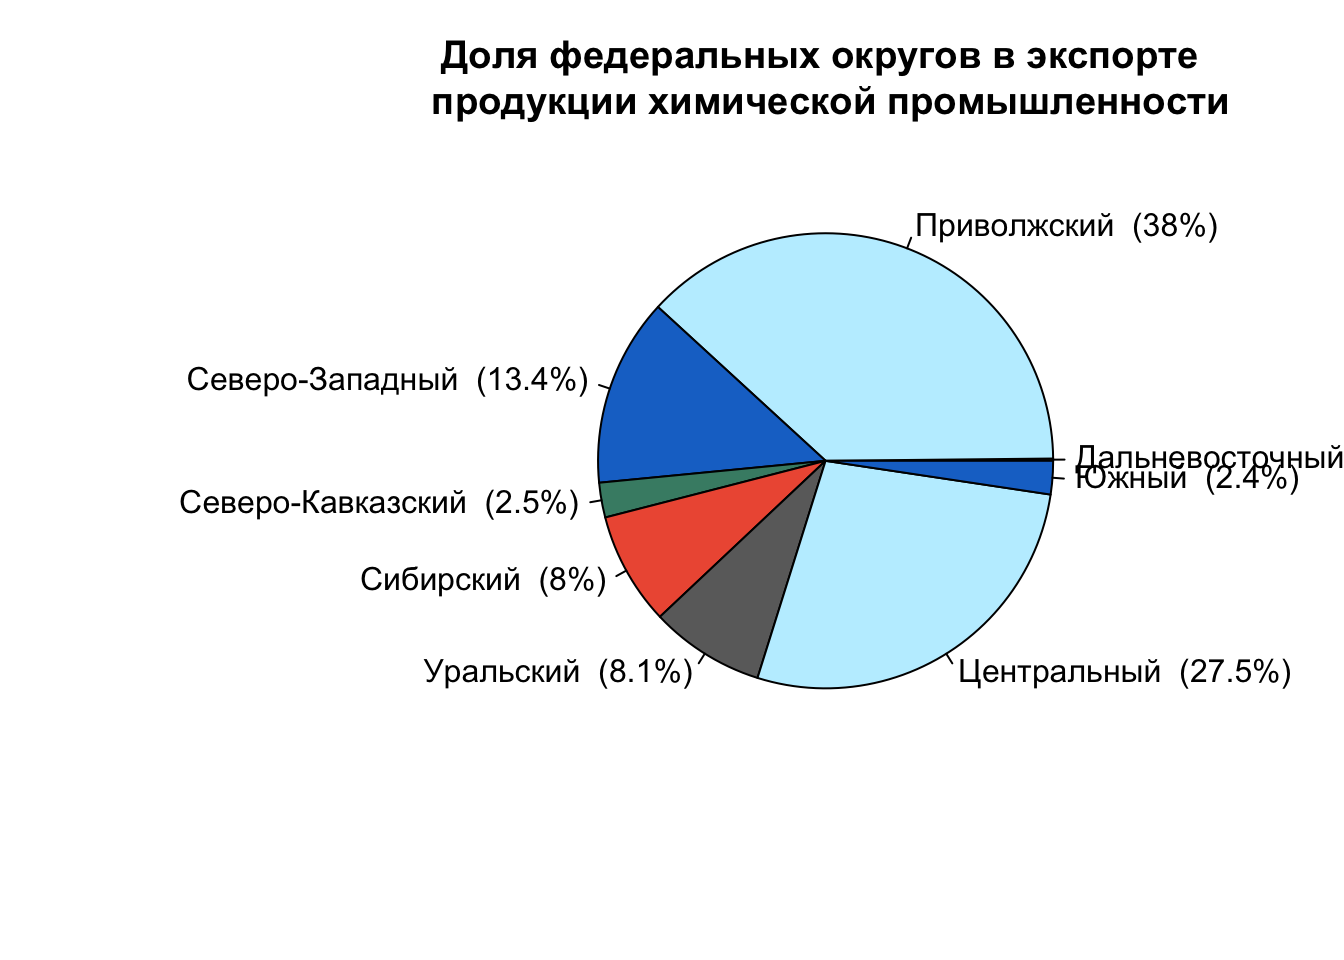 Доля федеральных округов в экспорте
продукции химической промышленности
Приволжский (38%)
Северо-Западный (13.4%)
Дальневосточный
Южный (2.4%)
Северо-Кавказский (2.5%)
Сибирский (8%)
Уральский (8.1%)
Центральный (27.5%)